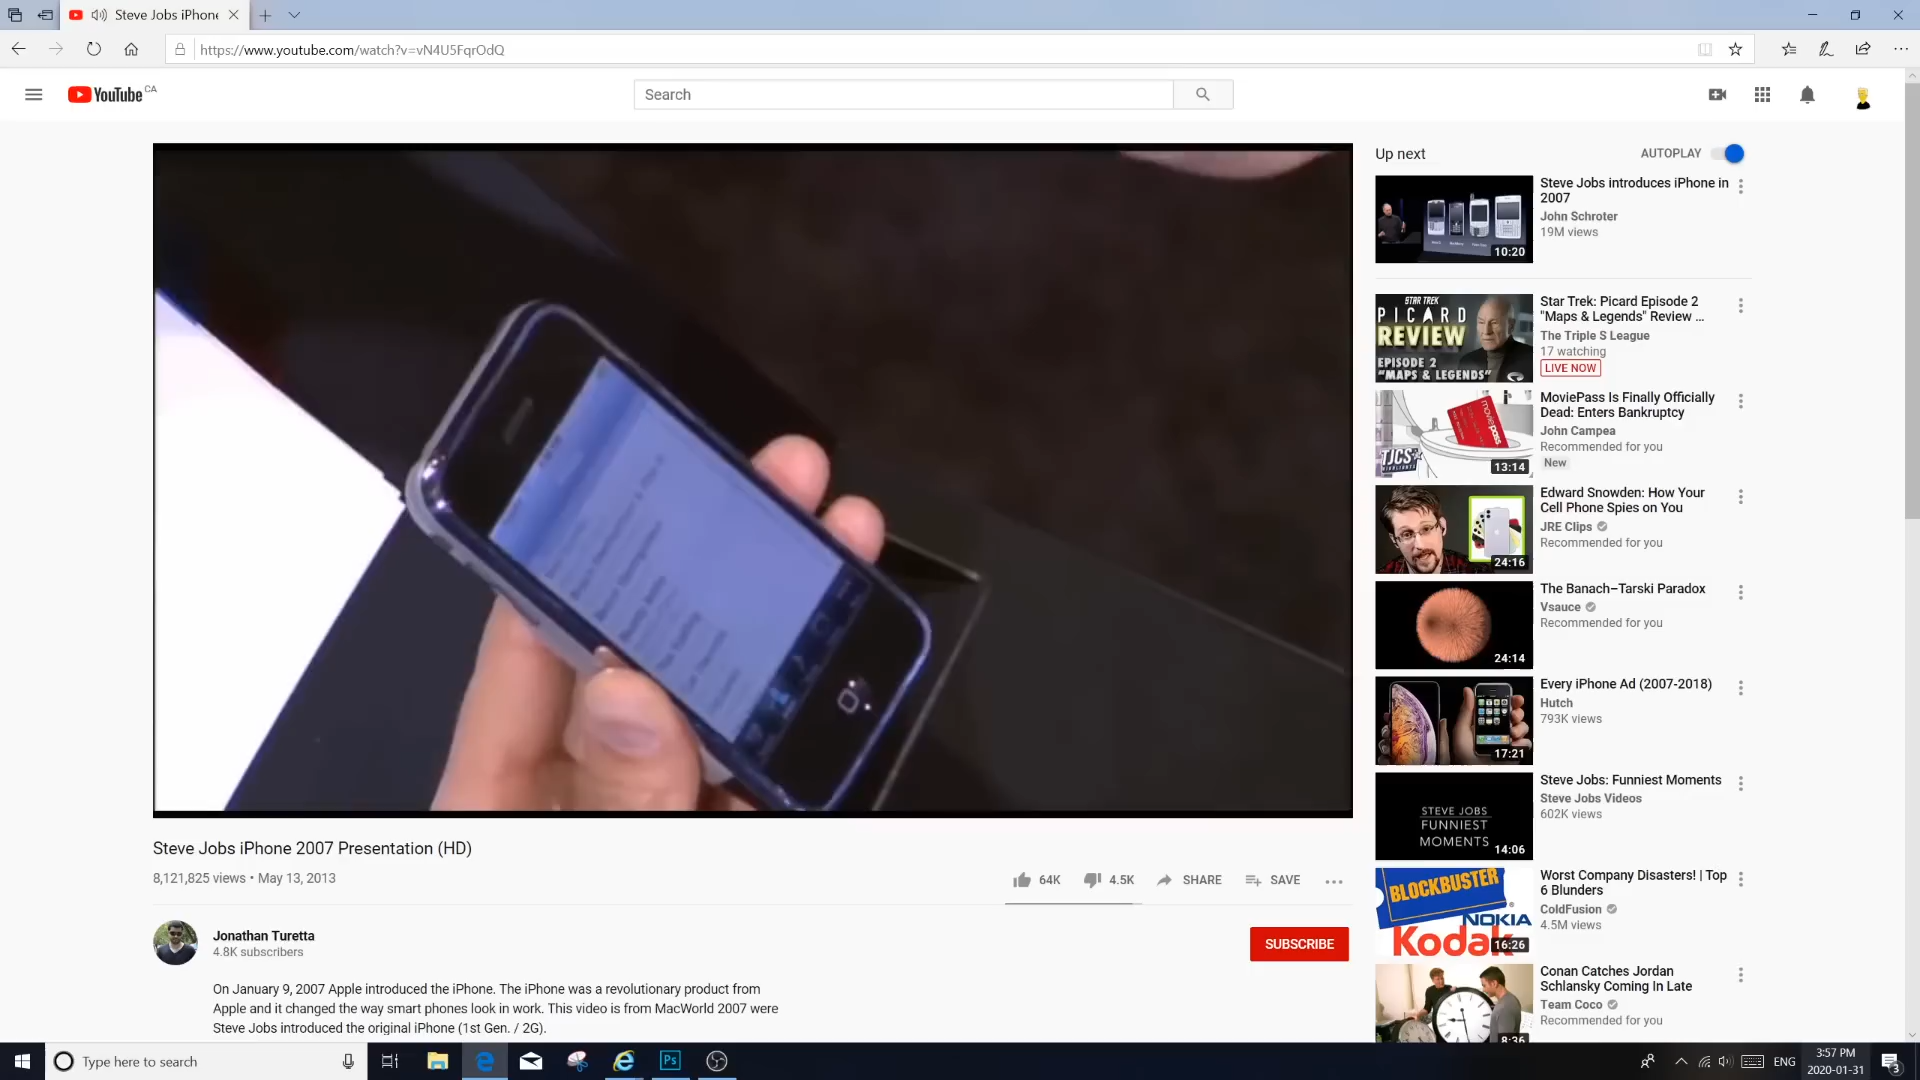 Steve Jobs iPhone
https://www.youtube.com/watch?v=vN4U5FqrOdQ
YouTube CA
Search
Up next
AUTOPLAY
Steve Jobs introduces iPhone in
2007
John Schroter
19M views
10:20
STAR TREK
PICARD
REVIEW
EPISODE 2
"MAPS & LEGENDS"
Star Trek: Picard Episode 2
"Maps & Legends" Review ...
The Triple S League
17 watching
LIVE NOW
moviepass
TJCS
HIGHLIGHTS
13:14
MoviePass Is Finally Officially
Dead: Enters Bankruptcy
John Campea
Recommended for you
New
24:16
Edward Snowden: How Your
Cell Phone Spies on You
JRE Clips
Recommended for you
24:14
The Banach–Tarski Paradox
Vsauce
Recommended for you
17:21
Every iPhone Ad (2007-2018)
Hutch
793K views
STEVE JOBS
FUNNIEST
MOMENTS
14:06
Steve Jobs: Funniest Moments
Steve Jobs Videos
602K views
BLOCKBUSTER
NOKIA
Kodak
16:26
Worst Company Disasters! | Top
6 Blunders
ColdFusion
4.5M views
8:36
Conan Catches Jordan
Schlansky Coming In Late
Team Coco
Recommended for you
Steve Jobs iPhone 2007 Presentation (HD)
8,121,825 views • May 13, 2013
64K
4.5K
SHARE
SAVE
Jonathan Turetta
4.8K subscribers
SUBSCRIBE
On January 9, 2007 Apple introduced the iPhone. The iPhone was a revolutionary product from
Apple and it changed the way smart phones look in work. This video is from MacWorld 2007 were
Steve Jobs introduced the original iPhone (1st Gen. / 2G).
Type here to search
Ps
ENG
3:57 PM
2020-01-31
3